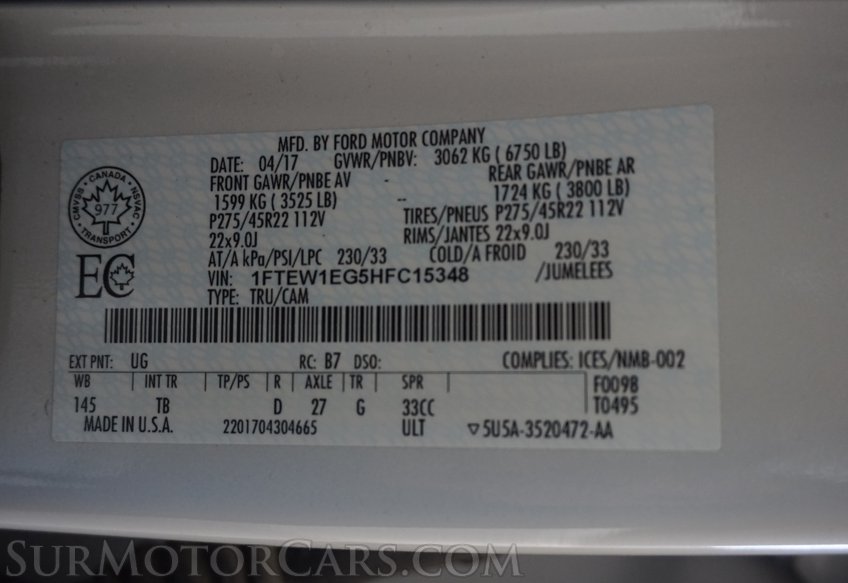 MFD. BY FORD MOTOR COMPANY
DATE: 04/17 GVWR/PNBV: 3062 KG ( 6750 LB)
FRONT GAWR/PNBE AV -- REAR GAWR/PNBE AR
1599 KG ( 3525 LB) -- 1724 KG ( 3800 LB)
P275/45R22 112V TIRES/PNEUS P275/45R22 112V
22x9.0J RIMS/JANTES 22x9.0J
AT/A kPa/PSI/LPC 230/33 COLD/A FROID 230/33
VIN: 1FTEW1EG5HFC15348 /JUMELEES
TYPE: TRU/CAM
CANADA
CMVSS NSVAC
977
TRANSPORT
EC
EXT PNT: UG RC: B7 DSO: COMPLIES: ICES/NMB-002
WB INT TR TP/PS R AXLE TR SPR F0098
145 TB D 27 G 33CC T0495
MADE IN U.S.A. 2201704304665 ULT ▽5U5A-3520472-AA
SURMOTORCARS.COM